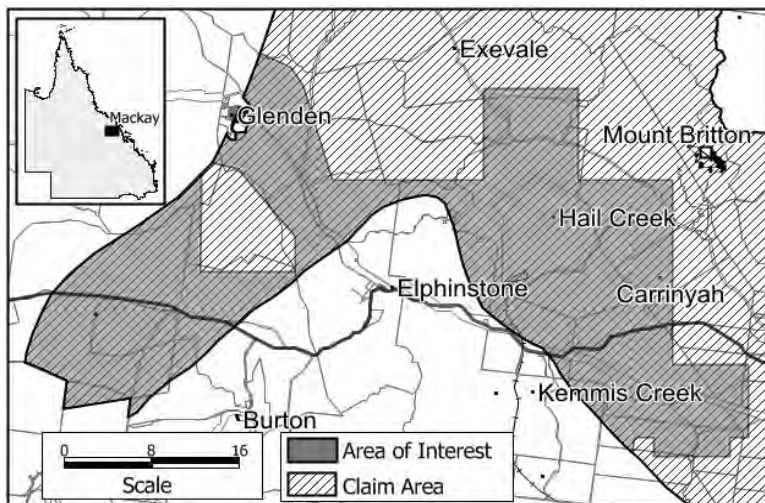 Mackay
Exevale
Glenden
Mount Britton
Hail Creek
Elphinstone
Carrinyah
Kemmis Creek
Burton
0 8 16
Scale
Area of Interest
Claim Area